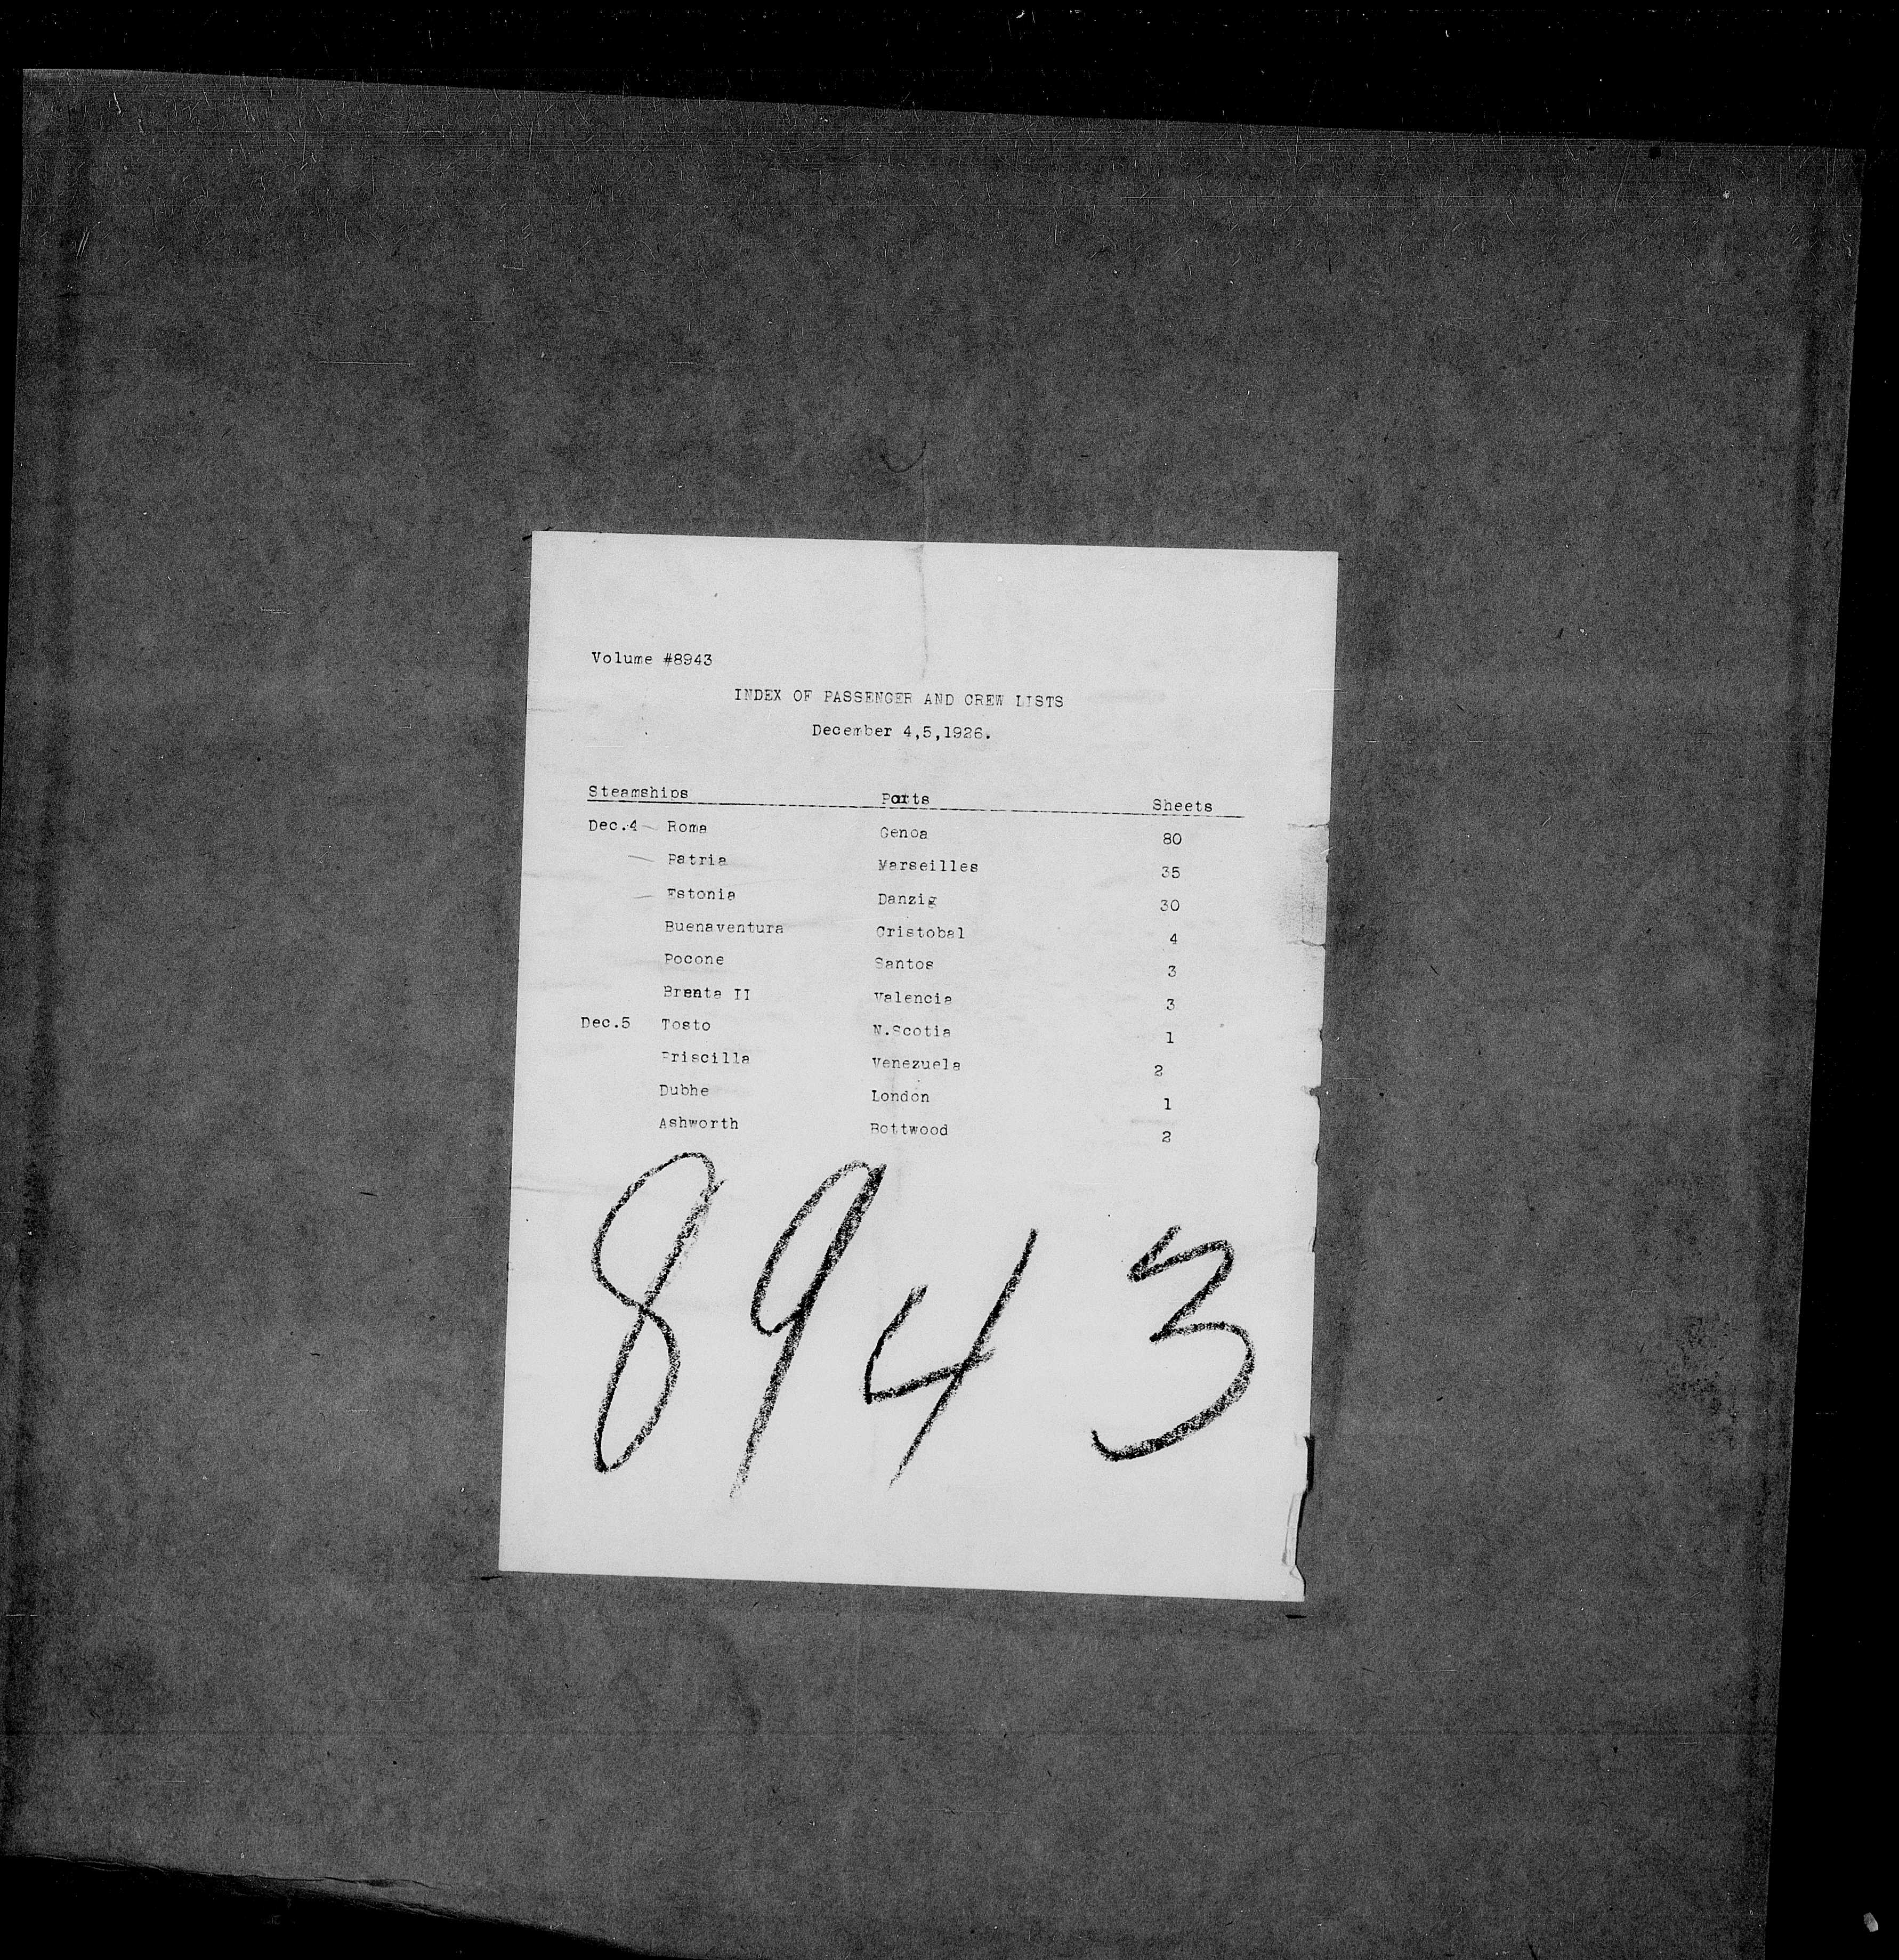 Volume #8943
INDEX OF PASSENGER AND CREW LISTS
December 4,5,1926.
Steamships Ports Sheets
Dec.4 Roma Genoa 80
Patria Marseilles 35
Estonia Danzig 30
Buenaventura Cristobal 4
Pocone Santos 3
Brenta II Valencia 3
Dec.5 Tosto N.Scotia 1
Priscilla Venezuela 2
Dubhe London 1
Ashworth Bottwood 2
8943